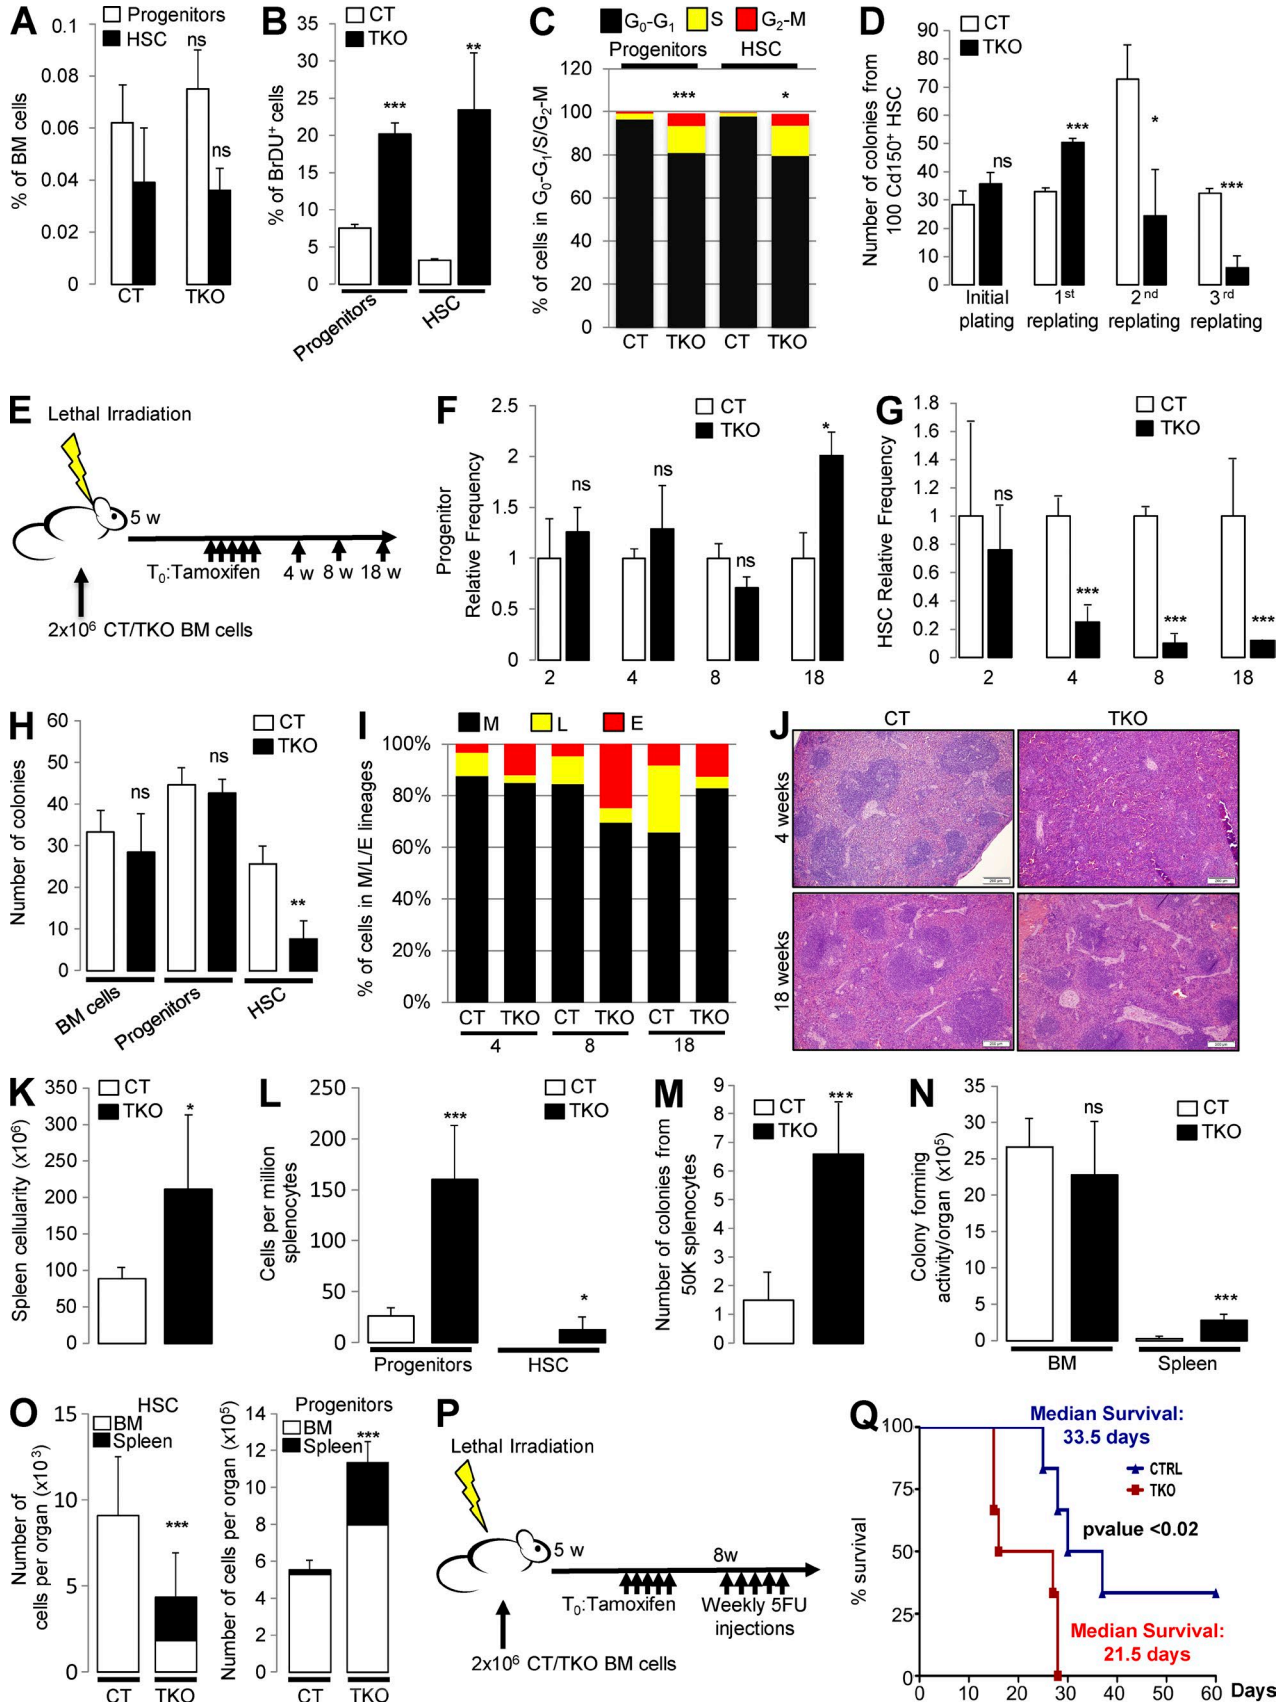 A
Progenitors
HSC
% of BM cells
0.1
0.08
0.06
0.04
0.02
0
ns
ns
CT
TKO
B
CT
TKO
% of BrDU+ cells
35
30
25
20
15
10
5
0
***
**
Progenitors
HSC
C
G0-G1
S
G2-M
Progenitors
HSC
% of cells in G0-G1/S/G2-M
120
100
80
60
40
20
0
***
*
CT
TKO
CT
TKO
D
CT
TKO
Number of colonies from
100 Cd150+ HSC
90
80
70
60
50
40
30
20
10
0
ns
***
*
***
Initial
plating
1st
replating
2nd
replating
3rd
replating
E
Lethal Irradiation
5 w
T0:Tamoxifen
4 w
8 w
18 w
2x10⁶ CT/TKO BM cells
F
CT
TKO
Progenitor
Relative Frequency
2.5
2
1.5
1
0.5
0
ns
ns
ns
*
2
4
8
18
G
CT
TKO
HSC Relative Frequency
1.8
1.6
1.4
1.2
1
0.8
0.6
0.4
0.2
0
ns
***
***
***
2
4
8
18
H
CT
TKO
Number of colonies
60
50
40
30
20
10
0
ns
ns
**
BM cells
Progenitors
HSC
I
M
L
E
% of cells in M/L/E lineages
100%
80%
60%
40%
20%
0%
CT
TKO
CT
TKO
CT
TKO
4
8
18
J
CT
TKO
4 weeks
18 weeks
K
CT
TKO
Spleen cellularity (x10⁶)
350
300
250
200
150
100
50
0
*
L
CT
TKO
Cells per million
splenocytes
250
200
150
100
50
0
***
*
Progenitors
HSC
M
CT
TKO
Number of colonies from
50K splenocytes
9
8
7
6
5
4
3
2
1
0
***
N
CT
TKO
Colony forming
activity/organ (x10⁵)
35
30
25
20
15
10
5
0
ns
***
BM
Spleen
O
HSC
BM
Spleen
Number of
cells per organ (x10³)
15
10
5
0
***
CT
TKO
Progenitors
BM
Spleen
Number of cells per organ (x10⁵)
14
12
10
8
6
4
2
0
***
CT
TKO
P
Lethal Irradiation
5 w
8w
T0:Tamoxifen
Weekly 5FU
injections
2x10⁶ CT/TKO BM cells
Q
Median Survival:
33.5 days
CTRL
TKO
pvalue <0.02
Median Survival:
21.5 days
% survival
100
75
50
25
0
0
10
20
30
40
50
60
Days